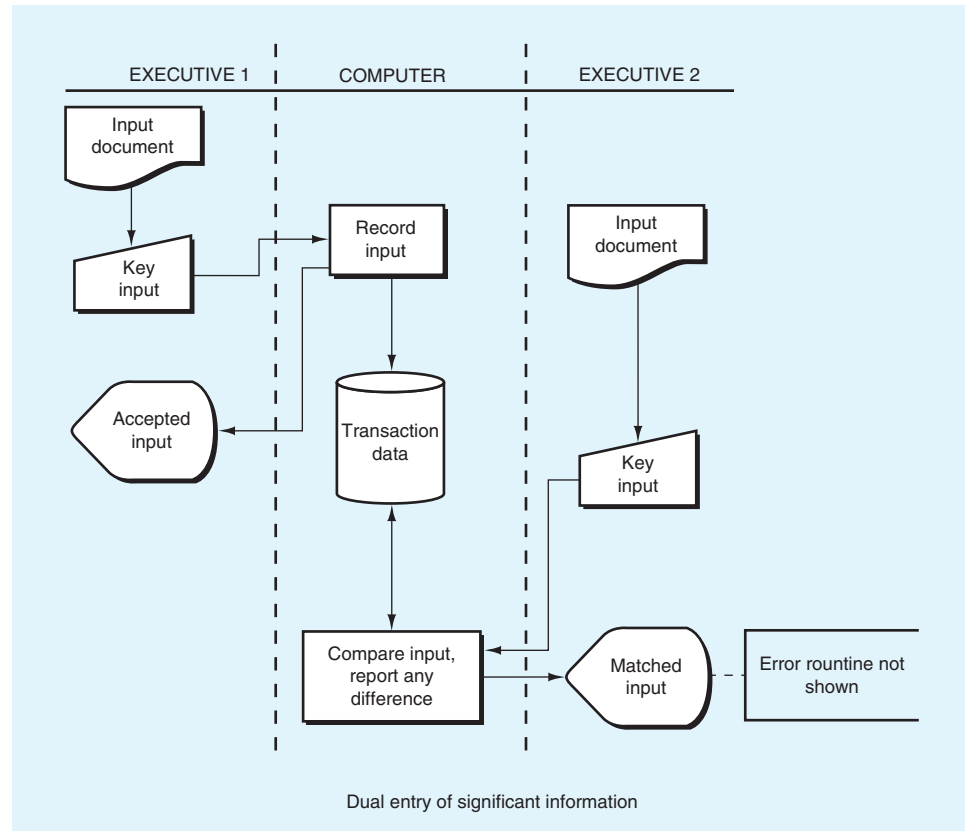 EXECUTIVE 1
COMPUTER
EXECUTIVE 2
Input
document
Key
input
Accepted
input
Record
input
Transaction
data
Compare input,
report any
difference
Input
document
Key
input
Matched
input
Error rountine not
shown
Dual entry of significant information